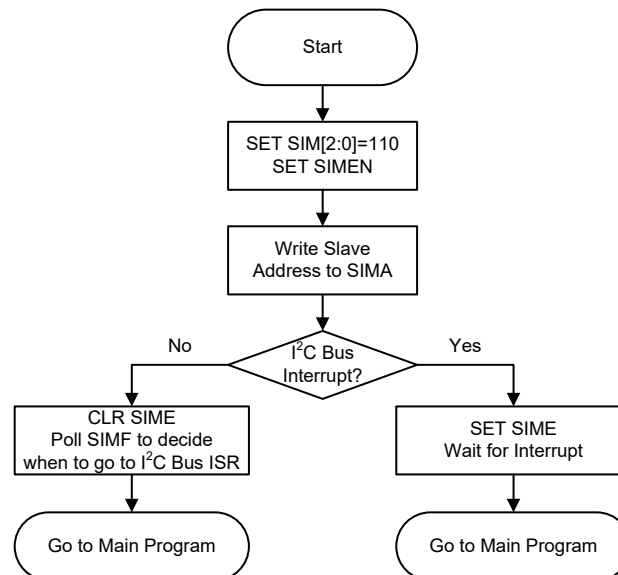 Start
SET SIM[2:0]=110
SET SIMEN
Write Slave
Address to SIMA
I²C Bus
Interrupt?
No
Yes
CLR SIME
Poll SIMF to decide
when to go to I²C Bus ISR
SET SIME
Wait for Interrupt
Go to Main Program
Go to Main Program